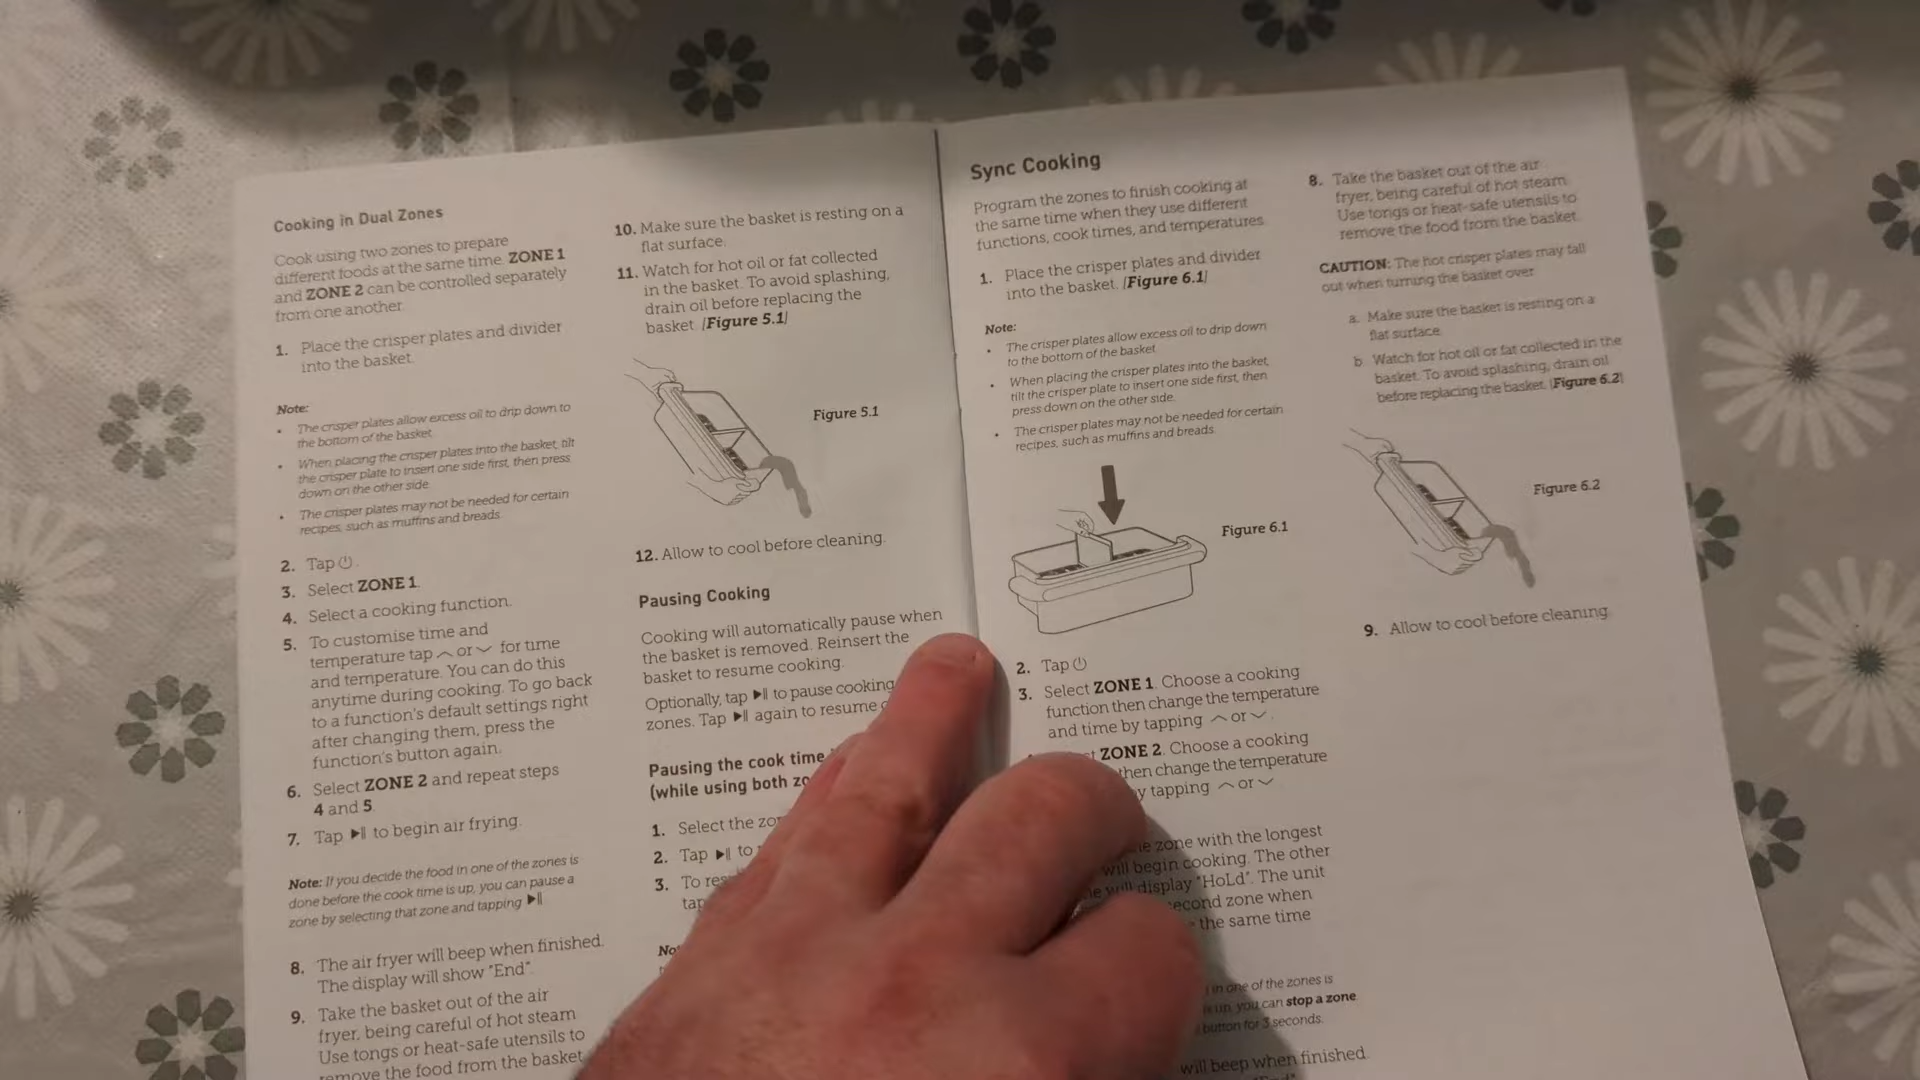 Cooking in Dual Zones
Cook using two zones to prepare
different foods at the same time. ZONE 1
and ZONE 2 can be controlled separately
from one another.
1. Place the crisper plates and divider
into the basket.
Note:
• The crisper plates allow excess oil to drip down to
the bottom of the basket.
• When placing the crisper plates into the basket, tilt
the crisper plate to insert one side first, then press
down on the other side.
• The crisper plates may not be needed for certain
recipes, such as muffins and breads.
2. Tap ⏻.
3. Select ZONE 1.
4. Select a cooking function.
5. To customise time and
temperature tap ︿ or ﹀ for time
and temperature. You can do this
anytime during cooking. To go back
to a function's default settings right
after changing them, press the
function's button again.
6. Select ZONE 2 and repeat steps
4 and 5.
7. Tap ▶|| to begin air frying.
Note: If you decide the food in one of the zones is
done before the cook time is up, you can pause a
zone by selecting that zone and tapping ▶||
8. The air fryer will beep when finished.
The display will show "End".
9. Take the basket out of the air
fryer, being careful of hot steam.
Use tongs or heat-safe utensils to
remove the food from the basket.
10. Make sure the basket is resting on a
flat surface.
11. Watch for hot oil or fat collected
in the basket. To avoid splashing,
drain oil before replacing the
basket. [Figure 5.1]
Figure 5.1
12. Allow to cool before cleaning.
Pausing Cooking
Cooking will automatically pause when
the basket is removed. Reinsert the
basket to resume cooking.
Optionally, tap ▶|| to pause cooking
zones. Tap ▶|| again to resume
Pausing the cook time
(while using both
1. Select the
2. Tap ▶|| to
3. To
Sync Cooking
Program the zones to finish cooking at
the same time when they use different
functions, cook times, and temperatures.
1. Place the crisper plates and divider
into the basket. [Figure 6.1]
Note:
• The crisper plates allow excess oil to drip down
to the bottom of the basket.
• When placing the crisper plates into the basket,
tilt the crisper plate to insert one side first, then
press down on the other side.
• The crisper plates may not be needed for certain
recipes, such as muffins and breads.
Figure 6.1
2. Tap ⏻
3. Select ZONE 1. Choose a cooking
function then change the temperature
and time by tapping ︿ or ﹀.
ZONE 2. Choose a cooking
then change the temperature
tapping ︿ or ﹀
zone with the longest
will begin cooking. The other
will display "HoLd". The unit
second zone when
the same time
in one of the zones is
up, you can stop a zone
button for 3 seconds.
will beep when finished.
8. Take the basket out of the air
fryer, being careful of hot steam.
Use tongs or heat-safe utensils to
remove the food from the basket.
CAUTION: The hot crisper plates may fall
out when turning the basket over.
a. Make sure the basket is resting on a
flat surface.
b. Watch for hot oil or fat collected in the
basket. To avoid splashing, drain oil
before replacing the basket. [Figure 6.2]
Figure 6.2
9. Allow to cool before cleaning.